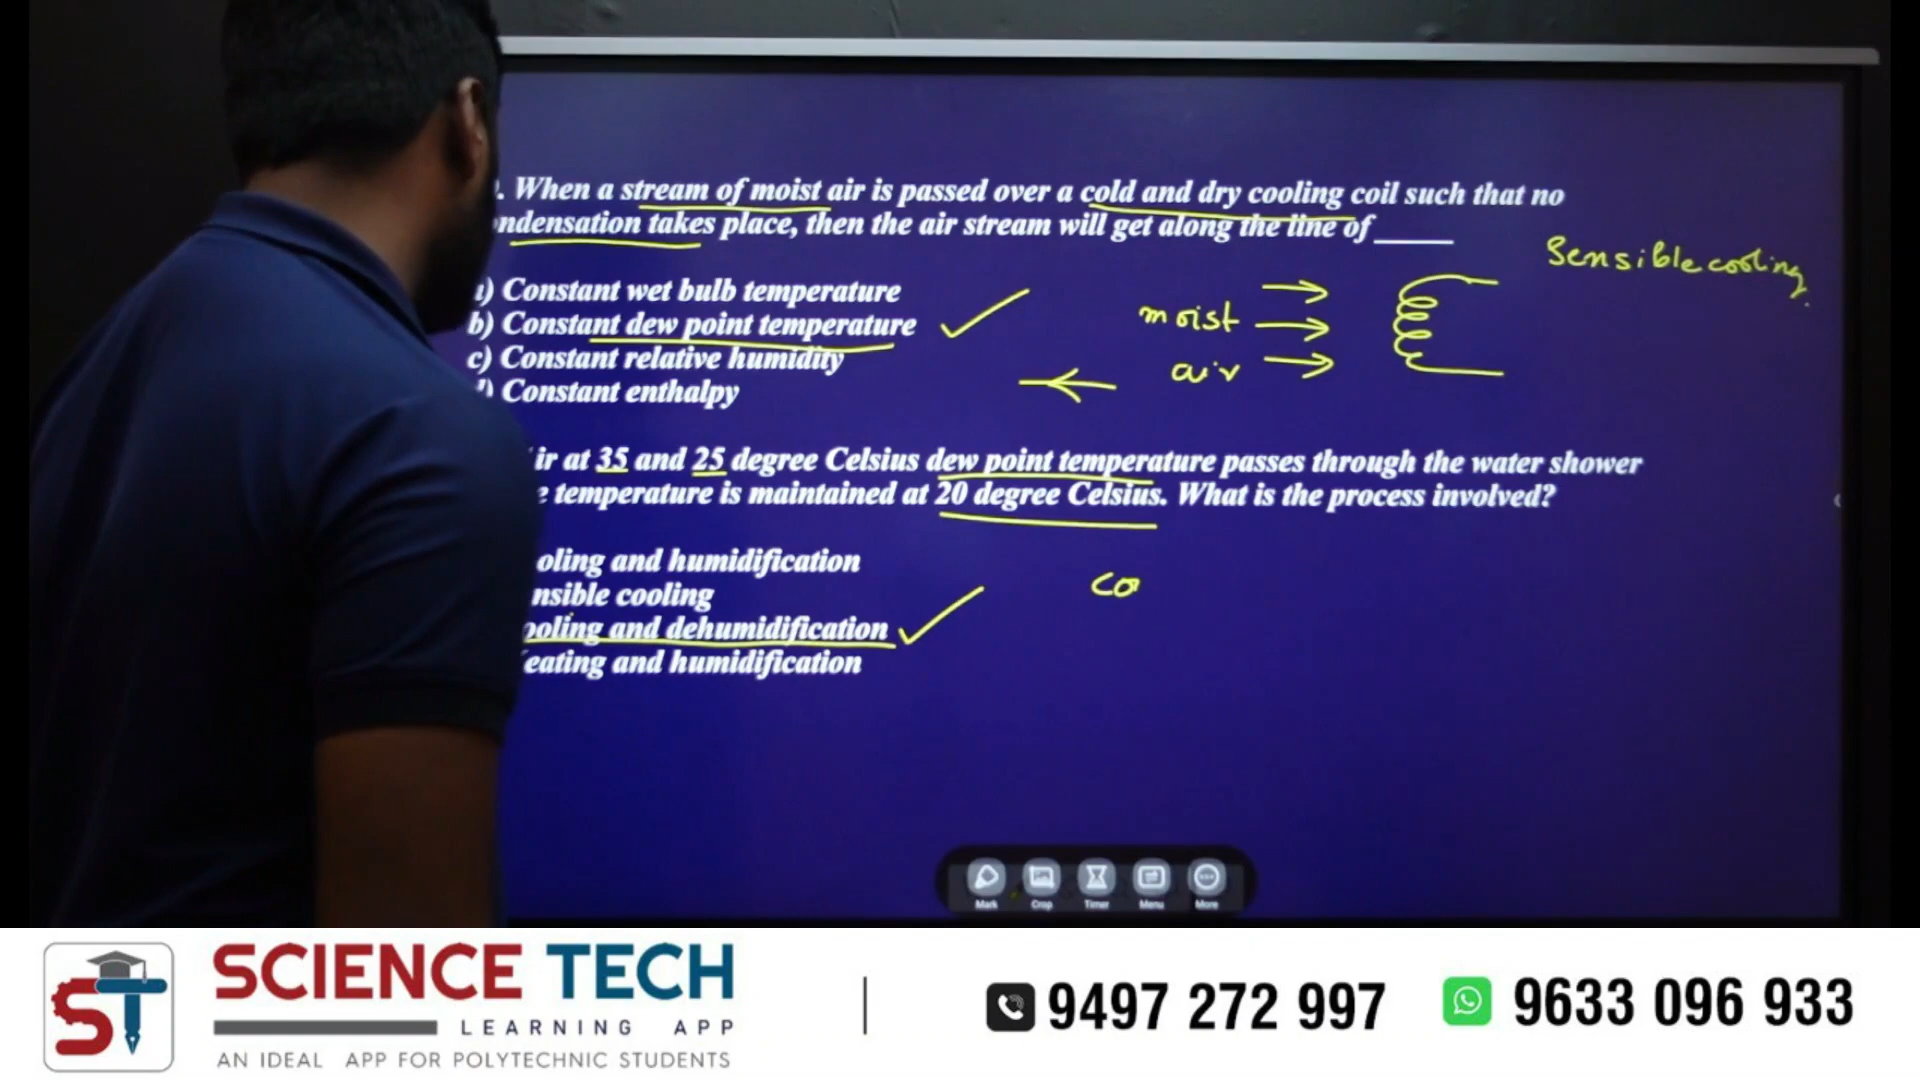 . When a stream of moist air is passed over a cold and dry cooling coil such that no
ndensation takes place, then the air stream will get along the line of _____
Sensible cooling
) Constant wet bulb temperature
b) Constant dew point temperature
c) Constant relative humidity
) Constant enthalpy
moist
air
ir at 35 and 25 degree Celsius dew point temperature passes through the water shower
e temperature is maintained at 20 degree Celsius. What is the process involved?
oling and humidification
nsible cooling
ooling and dehumidification
eating and humidification
co
Mark Crop Timer Menu More
ST SCIENCE TECH
LEARNING APP
AN IDEAL APP FOR POLYTECHNIC STUDENTS
9497 272 997
9633 096 933